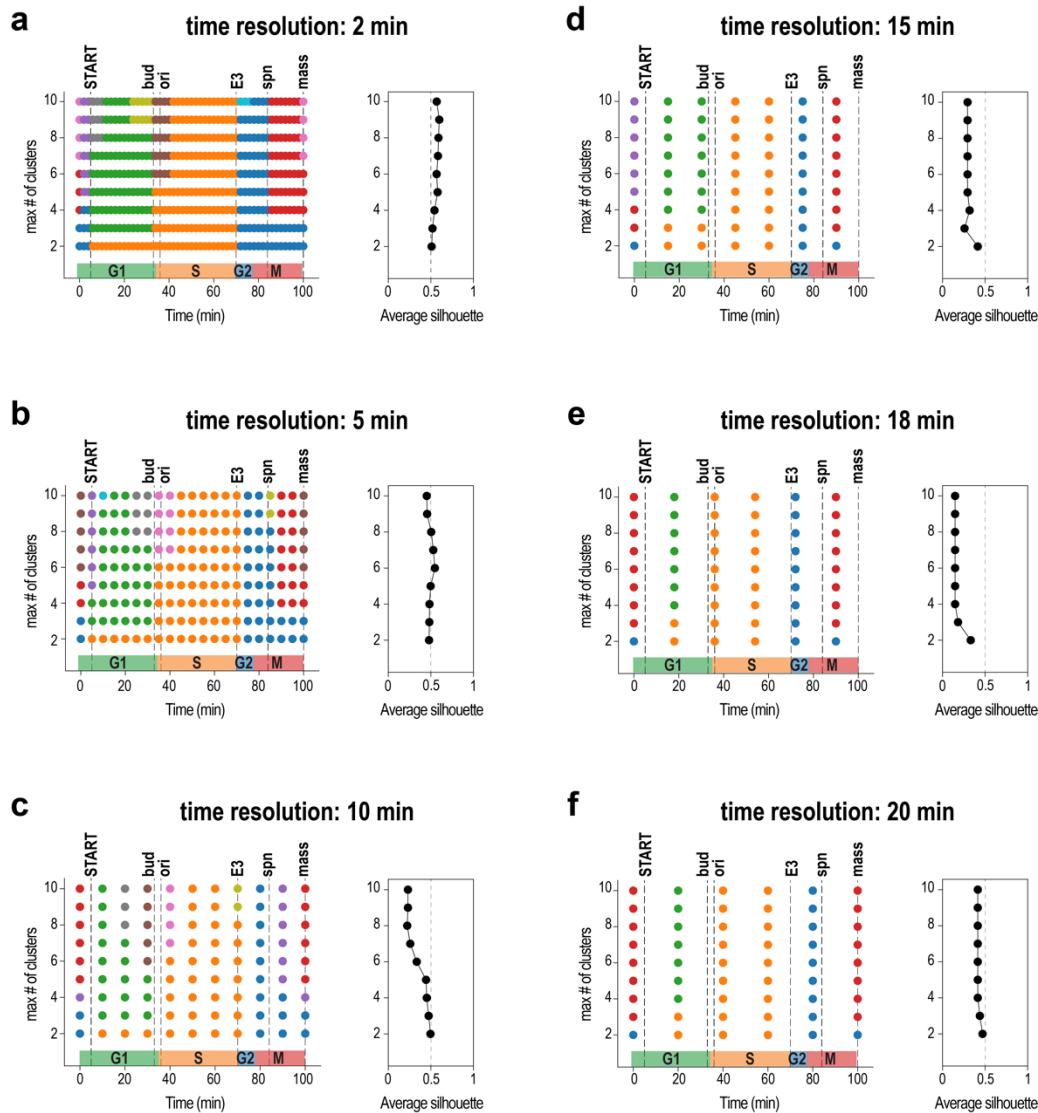 a
time resolution: 2 min
START
bud
ori
E3
spn
mass
max # of clusters
10
8
6
4
2
G1
S
G2
M
0
20
40
60
80
100
Time (min)
10
8
6
4
2
0
0.5
1
Average silhouette
d
time resolution: 15 min
START
bud
ori
E3
spn
mass
max # of clusters
10
8
6
4
2
G1
S
G2
M
0
20
40
60
80
100
Time (min)
10
8
6
4
2
0
0.5
1
Average silhouette
b
time resolution: 5 min
START
bud
ori
E3
spn
mass
max # of clusters
10
8
6
4
2
G1
S
G2
M
0
20
40
60
80
100
Time (min)
10
8
6
4
2
0
0.5
1
Average silhouette
e
time resolution: 18 min
START
bud
ori
E3
spn
mass
max # of clusters
10
8
6
4
2
G1
S
G2
M
0
20
40
60
80
100
Time (min)
10
8
6
4
2
0
0.5
1
Average silhouette
c
time resolution: 10 min
START
bud
ori
E3
spn
mass
max # of clusters
10
8
6
4
2
G1
S
G2
M
0
20
40
60
80
100
Time (min)
10
8
6
4
2
0
0.5
1
Average silhouette
f
time resolution: 20 min
START
bud
ori
E3
spn
mass
max # of clusters
10
8
6
4
2
G1
S
G2
M
0
20
40
60
80
100
Time (min)
10
8
6
4
2
0
0.5
1
Average silhouette